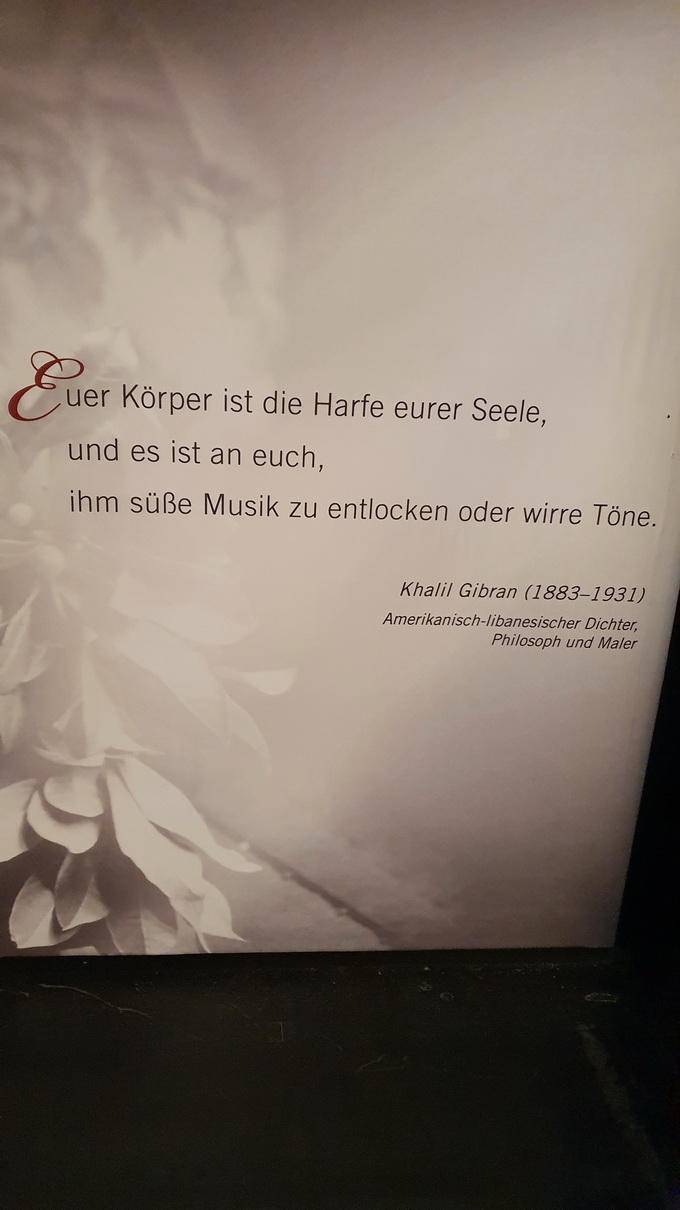 Euer Körper ist die Harfe eurer Seele,
und es ist an euch,
ihm süße Musik zu entlocken oder wirre Töne.
Khalil Gibran (1883–1931)
Amerikanisch-libanesischer Dichter,
Philosoph und Maler